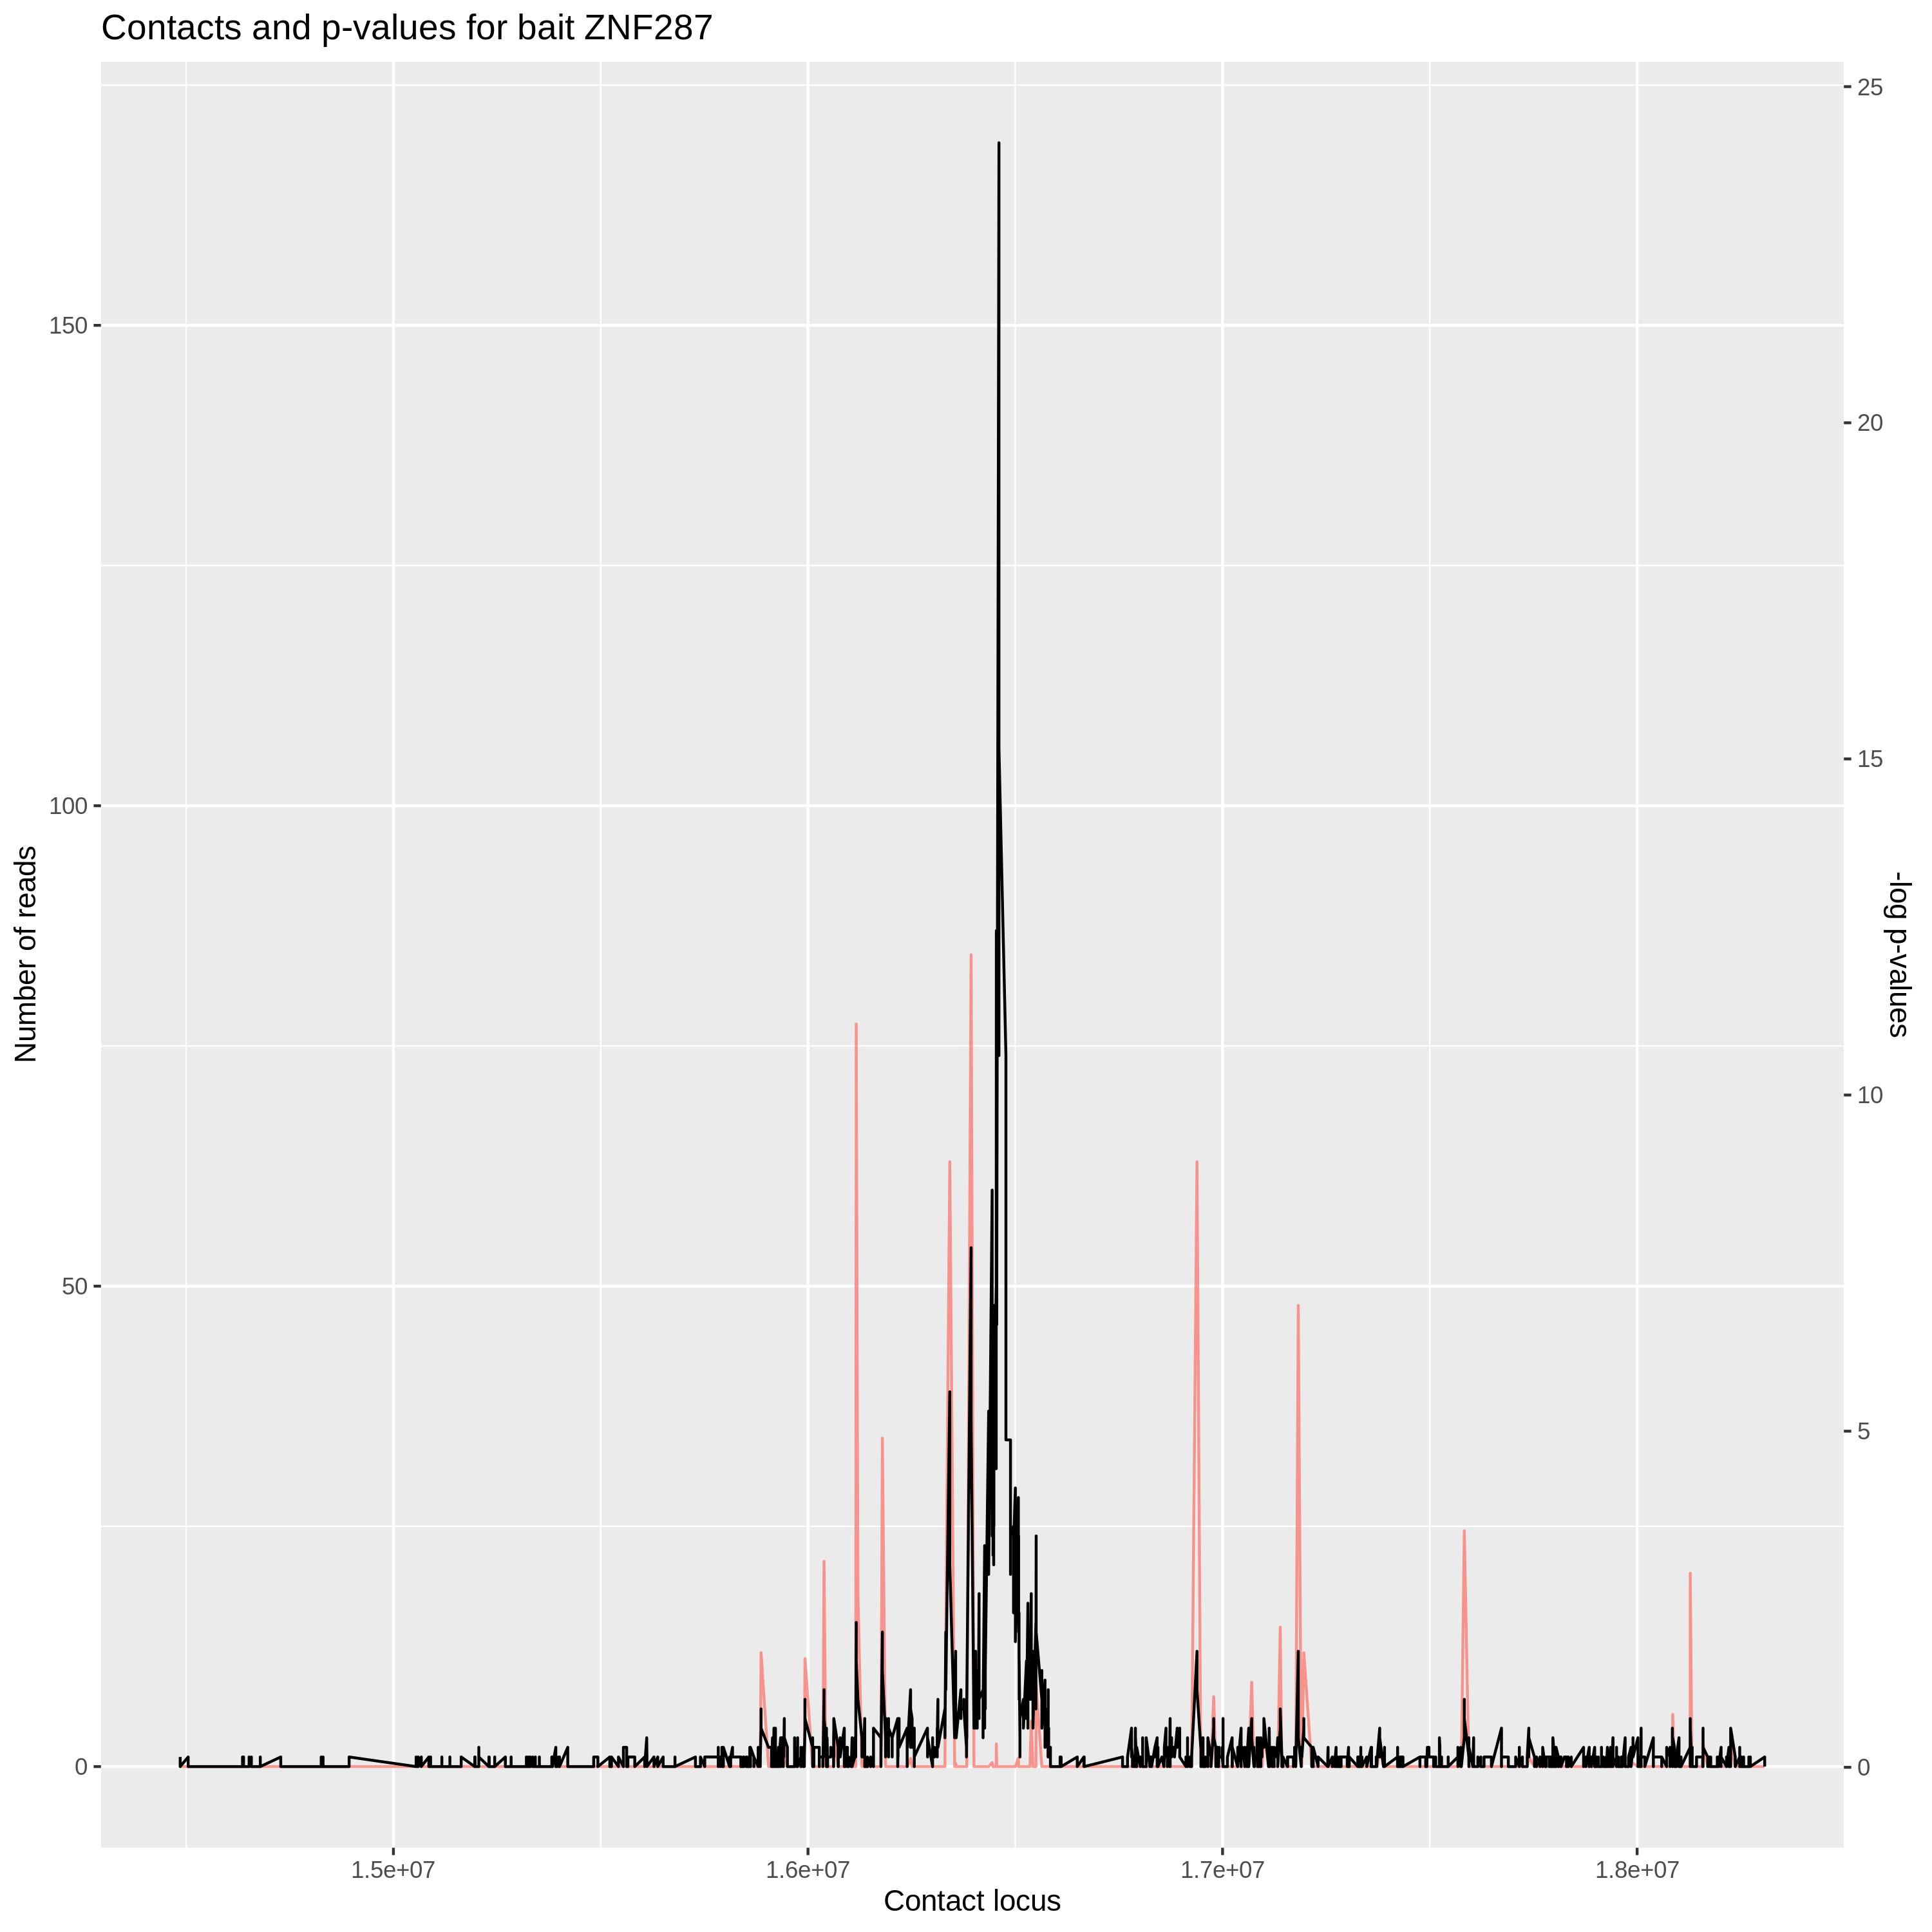 Contacts and p-values for bait ZNF287
Number of reads
150
100
50
0
25
20
15
10
5
0
-log p-values
1.5e+07
1.6e+07
1.7e+07
1.8e+07
Contact locus